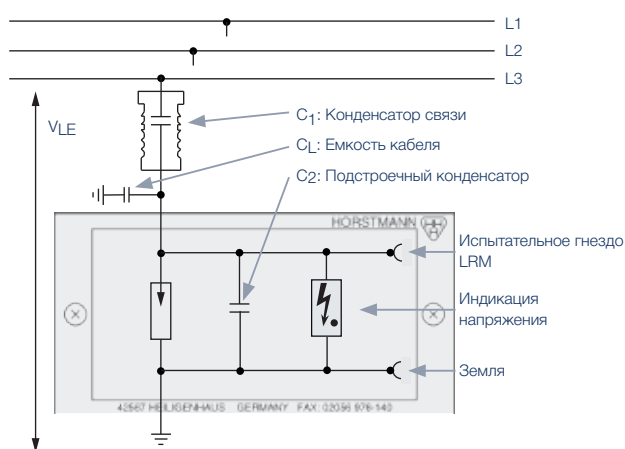 L1
L2
L3
VLE
C1: Конденсатор связи
CL: Емкость кабеля
C2: Подстроечный конденсатор
HORSTMANN
Испытательное гнездо
LRM
Индикация
напряжения
Земля
42567 HEILIGENHAUS GERMANY FAX: 02056 976-140